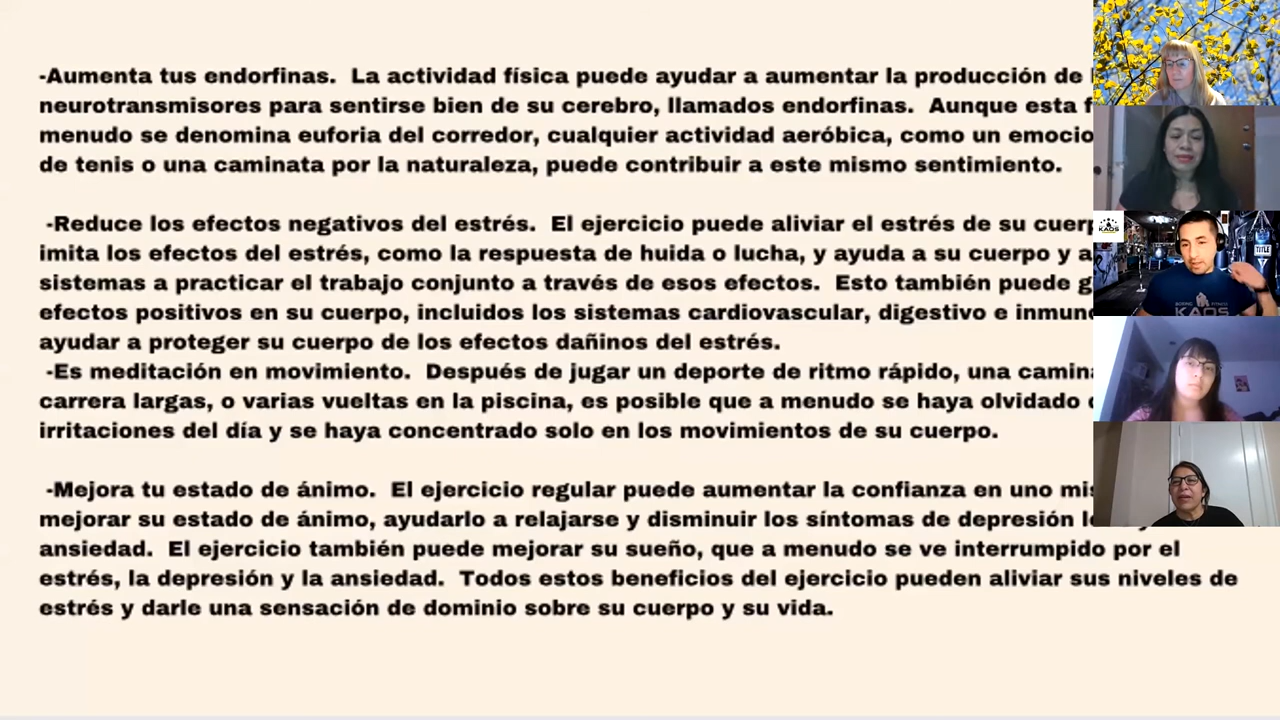 -Aumenta tus endorfinas. La actividad física puede ayudar a aumentar la producción de
neurotransmisores para sentirse bien de su cerebro, llamados endorfinas. Aunque esta
menudo se denomina euforia del corredor, cualquier actividad aeróbica, como un
de tenis o una caminata por la naturaleza, puede contribuir a este mismo sentimiento.
-Reduce los efectos negativos del estrés. El ejercicio puede aliviar el estrés de su
imita los efectos del estrés, como la respuesta de huida o lucha, y ayuda a su cuerpo y a
sistemas a practicar el trabajo conjunto a través de esos efectos. Esto también puede
efectos positivos en su cuerpo, incluidos los sistemas cardiovascular, digestivo e
ayudar a proteger su cuerpo de los efectos dañinos del estrés.
-Es meditación en movimiento. Después de jugar un deporte de ritmo rápido, una
carrera largas, o varias vueltas en la piscina, es posible que a menudo se haya olvidado
irritaciones del día y se haya concentrado solo en los movimientos de su cuerpo.
-Mejora tu estado de ánimo. El ejercicio regular puede aumentar la confianza en uno
mejorar su estado de ánimo, ayudarlo a relajarse y disminuir los síntomas de depresión
ansiedad. El ejercicio también puede mejorar su sueño, que a menudo se ve interrumpido por el
estrés, la depresión y la ansiedad. Todos estos beneficios del ejercicio pueden aliviar sus niveles de
estrés y darle una sensación de dominio sobre su cuerpo y su vida.
KAOS
TITLE
BOXING FITNESS
KAOS